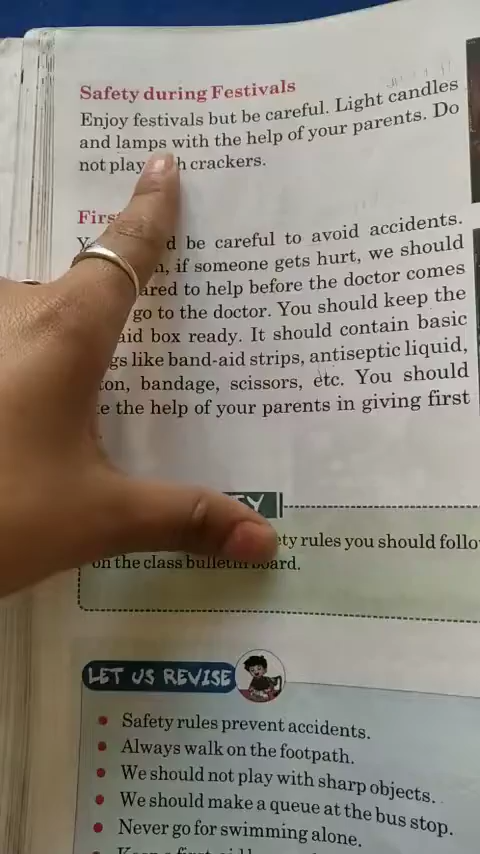 Safety during Festivals
Enjoy festivals but be careful. Light candles
and lamps with the help of your parents. Do
not play crackers.
First
be careful to avoid accidents.
if someone gets hurt, we should
to help before the doctor comes
go to the doctor. You should keep the
aid box ready. It should contain basic
like band-aid strips, antiseptic liquid,
bandage, scissors, etc. You should
the help of your parents in giving first
rules you should
on the class bulletin board.
LET US REVISE
• Safety rules prevent accidents.
• Always walk on the footpath.
• We should not play with sharp objects.
• We should make a queue at the bus stop.
• Never go for swimming alone.